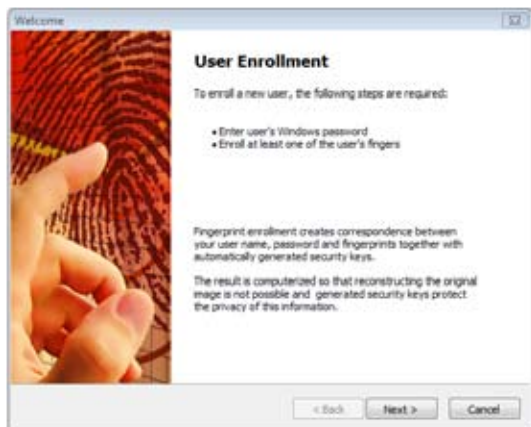 Welcome
User Enrollment
To enroll a new user, the following steps are required:
• Enter user's Windows password
• Enroll at least one of the user's fingers
Fingerprint enrollment creates correspondence between
your user name, password and fingerprints together with
automatically generated security keys.
The result is computerized so that reconstructing the original
image is not possible and generated security keys protect
the privacy of this information.
< Back Next > Cancel